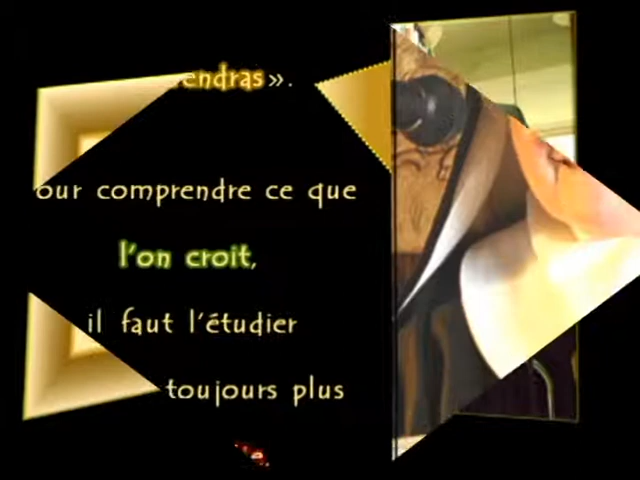 endras ».
our comprendre ce que
l'on croit,
il faut l'étudier
toujours plus